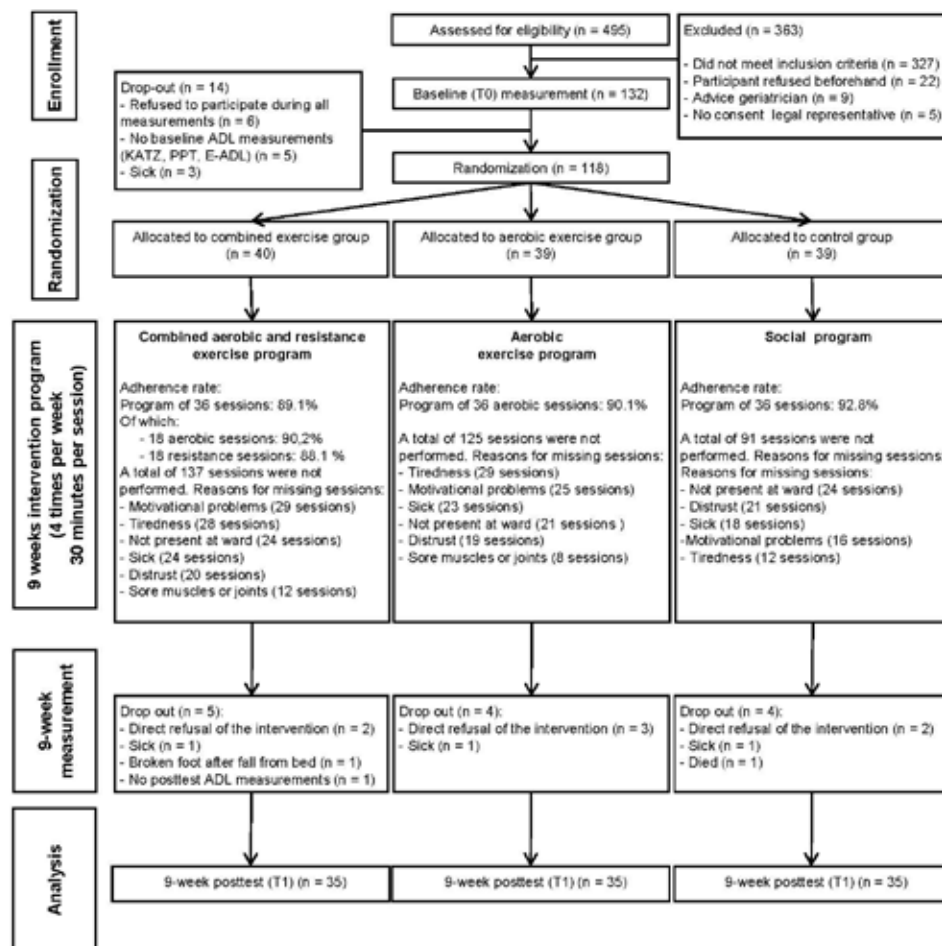 Enrollment
Assessed for eligibility (n = 495)
Excluded (n = 363)
- Did not meet inclusion criteria (n = 327)
- Participant refused beforehand (n = 22)
- Advice geriatrician (n = 9)
- No consent legal representative (n = 5)
Drop-out (n = 14)
- Refused to participate during all
measurements (n = 6)
- No baseline ADL measurements
(KATZ, PPT, E-ADL) (n = 5)
- Sick (n = 3)
Baseline (T0) measurement (n = 132)
Randomization
Randomization (n = 118)
Allocated to combined exercise group
(n = 40)
Allocated to aerobic exercise group
(n = 39)
Allocated to control group
(n = 39)
9 weeks intervention program
(4 times per week
30 minutes per session)
Combined aerobic and resistance
exercise program
Adherence rate:
Program of 36 sessions: 89.1%
Of which:
- 18 aerobic sessions: 90,2%
- 18 resistance sessions: 88.1 %
A total of 137 sessions were not
performed. Reasons for missing sessions:
- Motivational problems (29 sessions)
- Tiredness (28 sessions)
- Not present at ward (24 sessions)
- Sick (24 sessions)
- Distrust (20 sessions)
- Sore muscles or joints (12 sessions)
Aerobic
exercise program
Adherence rate:
Program of 36 aerobic sessions: 90.1%
A total of 125 sessions were not
performed. Reasons for missing sessions:
- Tiredness (29 sessions)
- Motivational problems (25 sessions)
- Sick (23 sessions)
- Not present at ward (21 sessions )
- Distrust (19 sessions)
- Sore muscles or joints (8 sessions)
Social program
Adherence rate:
Program of 36 sessions: 92.8%
A total of 91 sessions were not
performed. Reasons for missing sessions
Reasons for missing sessions:
- Not present at ward (24 sessions)
- Distrust (21 sessions)
- Sick (18 sessions)
-Motivational problems (16 sessions)
- Tiredness (12 sessions)
9-week
measurement
Drop out (n = 5):
- Direct refusal of the intervention (n = 2)
- Sick (n = 1)
- Broken foot after fall from bed (n = 1)
- No posttest ADL measurements (n = 1)
Drop out (n = 4):
- Direct refusal of the intervention (n = 3)
- Sick (n = 1)
Drop out (n = 4):
- Direct refusal of the intervention (n = 2)
- Sick (n = 1)
- Died (n = 1)
Analysis
9-week posttest (T1) (n = 35)
9-week posttest (T1) (n = 35)
9-week posttest (T1) (n = 35)